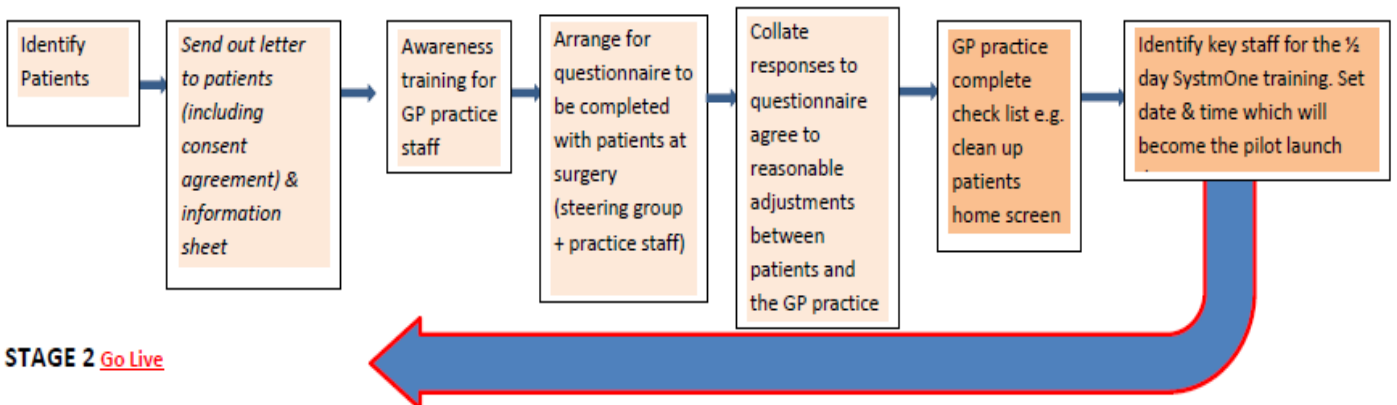 Identify
Patients
Send out letter
to patients
(including
consent
agreement) &
information
sheet
Awareness
training for
GP practice
staff
Arrange for
questionnaire to
be completed
with patients at
surgery
(steering group
+ practice staff)
Collate
responses to
questionnaire
agree to
reasonable
adjustments
between
patients and
the GP practice
GP practice
complete
check list e.g.
clean up
patients
home screen
Identify key staff for the ½
day SystmOne training. Set
date & time which will
become the pilot launch
STAGE 2 Go Live